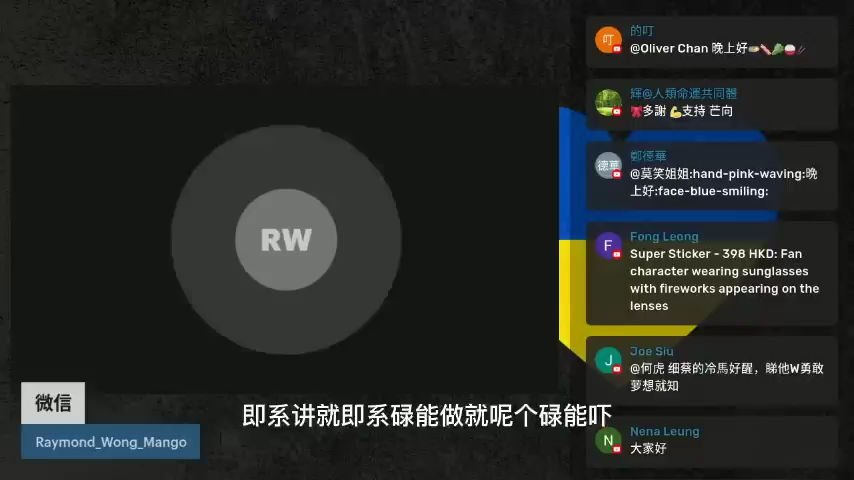 RW
微信
Raymond_Wong_Mango
即系讲就即系碌能做就呢个碌能吓
叮
的叮
@Oliver Chan 晚上好
輝@人類命運共同體
多謝 支持 芒向
德華
鄭德華
@莫笑姐姐:hand-pink-waving:晚
上好:face-blue-smiling:
F
Fong Leong
Super Sticker - 398 HKD: Fan
character wearing sunglasses
with fireworks appearing on the
lenses
J
Joe Siu
@何虎 细蔡的冷馬好醒，睇他W勇敢
夢想就知
N
Nena Leung
大家好